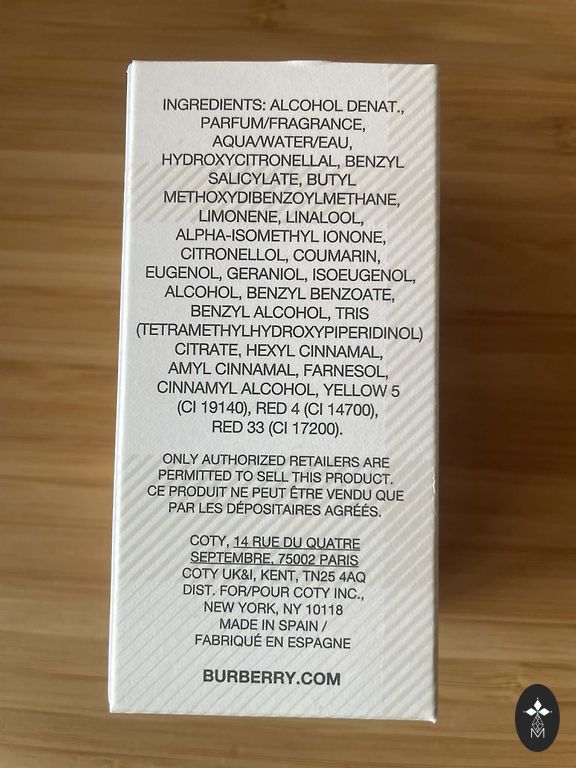 INGREDIENTS: ALCOHOL DENAT.,
PARFUM/FRAGRANCE,
AQUA/WATER/EAU,
HYDROXYCITRONELLAL, BENZYL
SALICYLATE, BUTYL
METHOXYDIBENZOYLMETHANE,
LIMONENE, LINALOOL,
ALPHA-ISOMETHYL IONONE,
CITRONELLOL, COUMARIN,
EUGENOL, GERANIOL, ISOEUGENOL,
ALCOHOL, BENZYL BENZOATE,
BENZYL ALCOHOL, TRIS
(TETRAMETHYLHYDROXYPIPERIDINOL)
CITRATE, HEXYL CINNAMAL,
AMYL CINNAMAL, FARNESOL,
CINNAMYL ALCOHOL, YELLOW 5
(CI 19140), RED 4 (CI 14700),
RED 33 (CI 17200).
ONLY AUTHORIZED RETAILERS ARE
PERMITTED TO SELL THIS PRODUCT.
CE PRODUIT NE PEUT ÊTRE VENDU QUE
PAR LES DÉPOSITAIRES AGRÉÉS.
COTY, 14 RUE DU QUATRE
SEPTEMBRE, 75002 PARIS
COTY UK&I, KENT, TN25 4AQ
DIST. FOR/POUR COTY INC.,
NEW YORK, NY 10118
MADE IN SPAIN /
FABRIQUÉ EN ESPAGNE
BURBERRY.COM
M